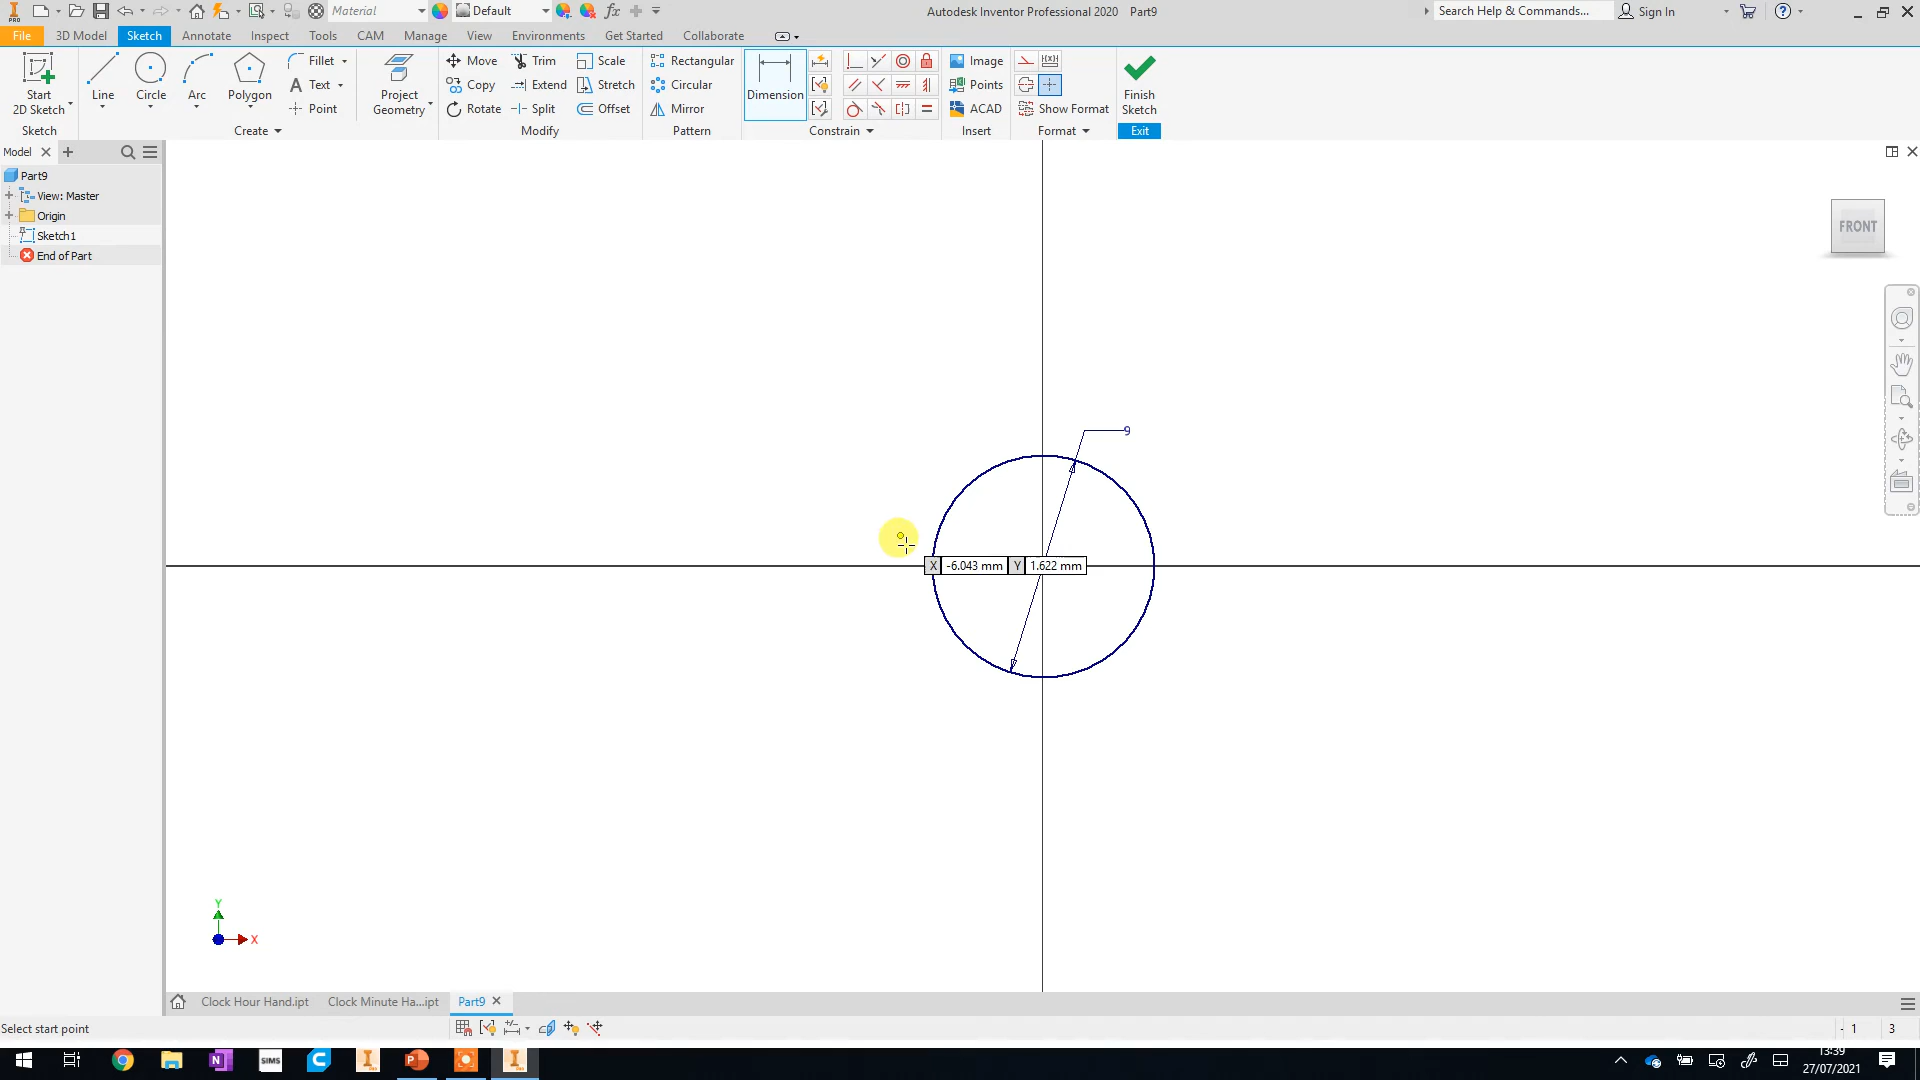 PRO Material Default fx Autodesk Inventor Professional 2020 Part9 Search Help & Commands... Sign In
File 3D Model Sketch Annotate Inspect Tools CAM Manage View Environments Get Started Collaborate
Start 2D Sketch Line Circle Arc Polygon Fillet Text Point Project Geometry Move Copy Rotate Trim Extend Split Scale Stretch Offset Rectangular Circular Mirror Dimension Image Points ACAD Show Format Finish Sketch
Sketch Create Modify Pattern Constrain Insert Format Exit
Model
Part9
View: Master
Origin
Sketch1
End of Part
FRONT
9
X -6.043 mm Y 1.622 mm
Y
X
Clock Hour Hand.ipt Clock Minute Ha...ipt Part9
Select start point - 1 3
SIMS
13:39
27/07/2021